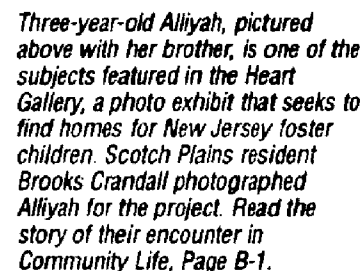 Three-year-old Alliyah, pictured
above with her brother, is one of the
subjects featured in the Heart
Gallery, a photo exhibit that seeks to
find homes for New Jersey foster
children. Scotch Plains resident
Brooks Crandall photographed
Alliyah for the project. Read the
story of their encounter in
Community Life, Page B-1.